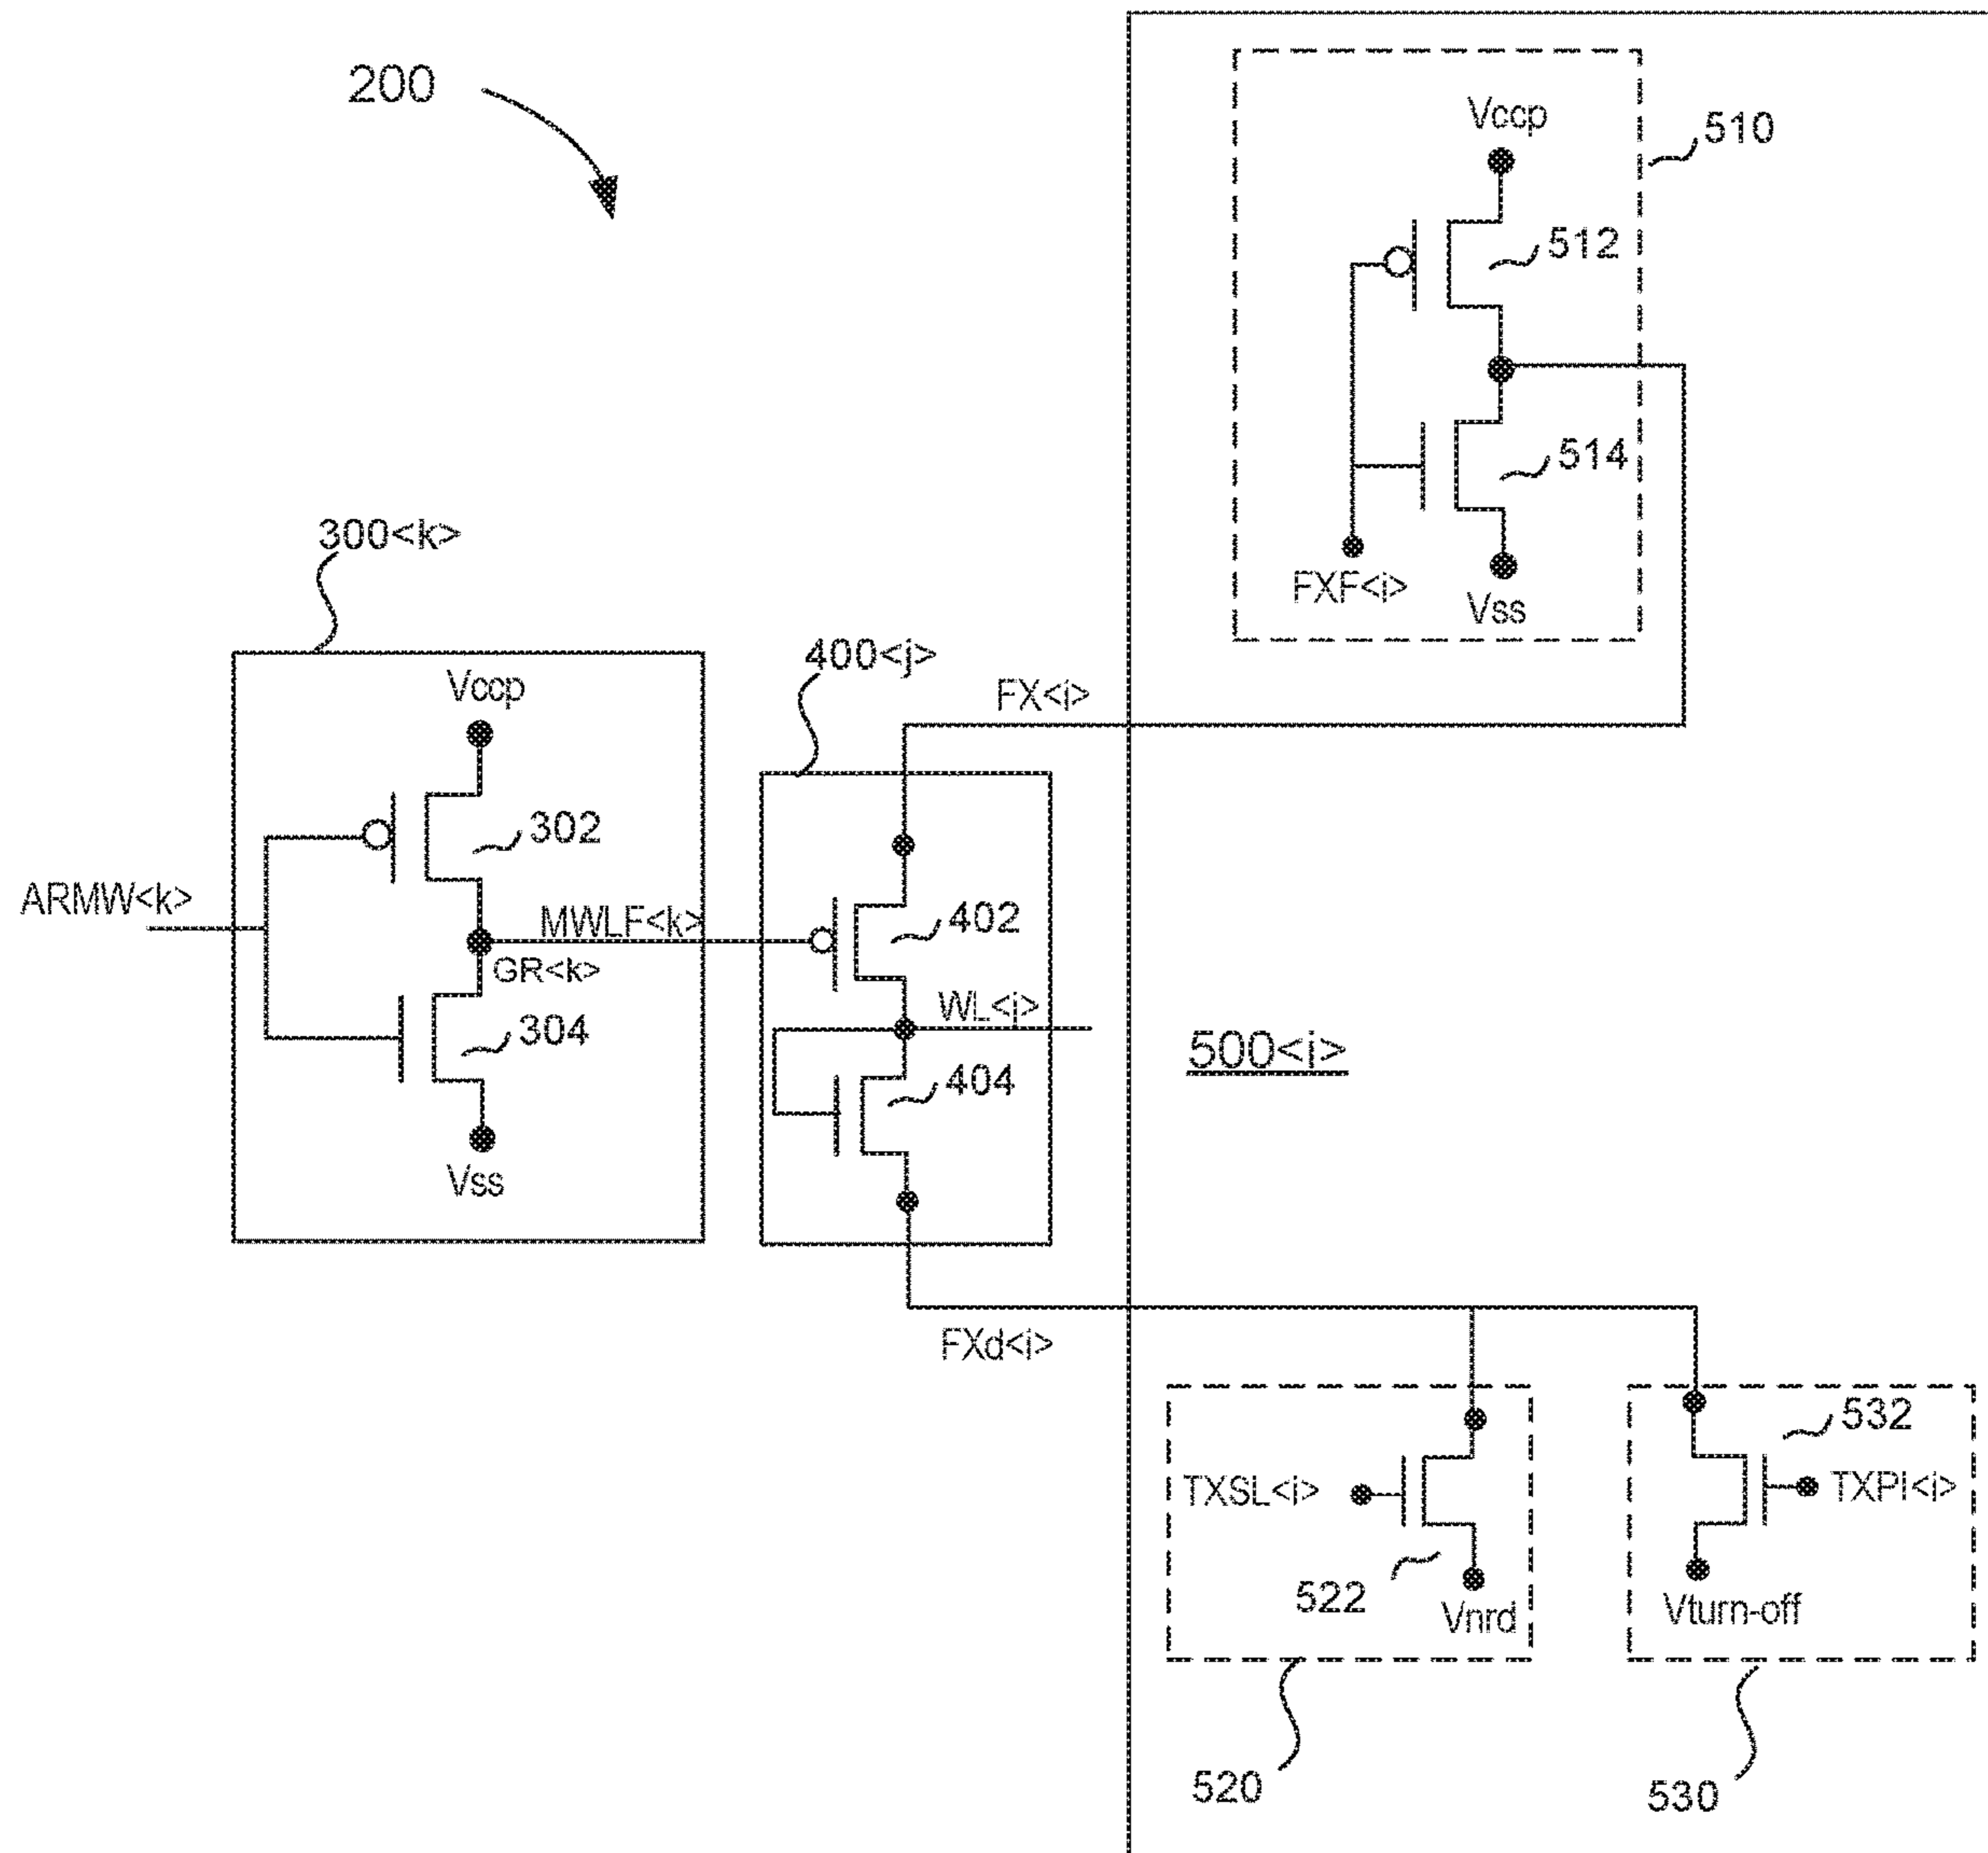 200
Vccp
510
512
514
FXF<i>
Vss
300<k>
Vccp
302
ARMW<k>
MWLF<k>
GR<k>
304
Vss
400<j>
FX<i>
402
WL<j>
404
500<i>
FXd<i>
532
TXSL<i>
TXPI<i>
522
Vnrd
Vturn-off
520
530